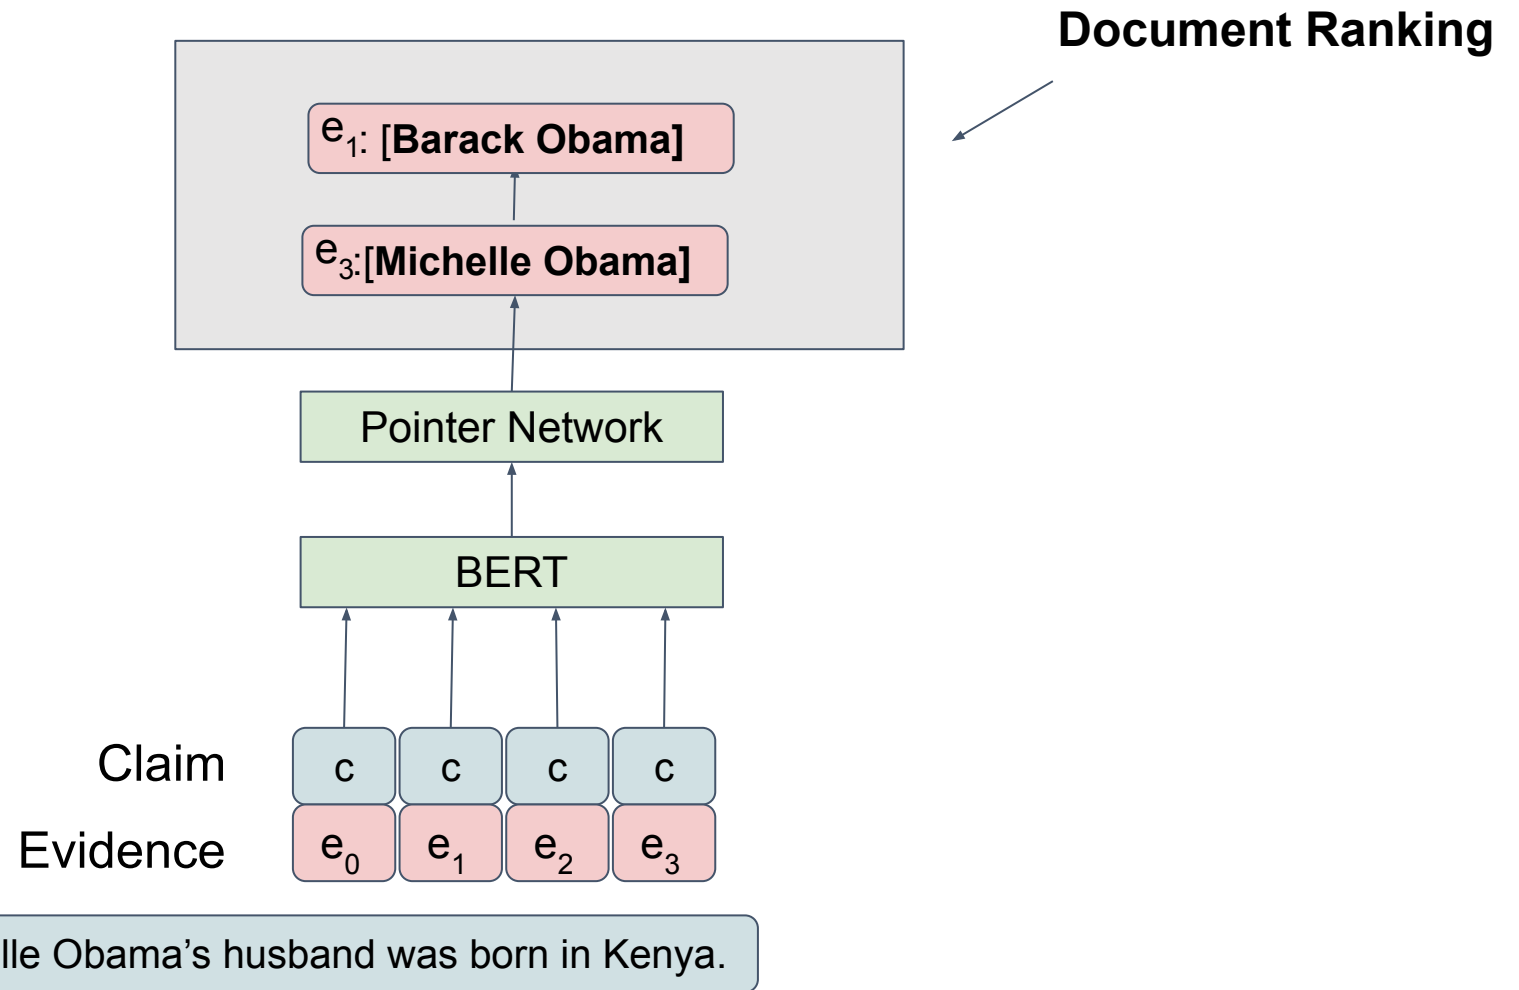 Document Ranking
e1: [Barack Obama]
e3:[Michelle Obama]
Pointer Network
BERT
Claim
c c c c
Evidence
e0 e1 e2 e3
lle Obama’s husband was born in Kenya.